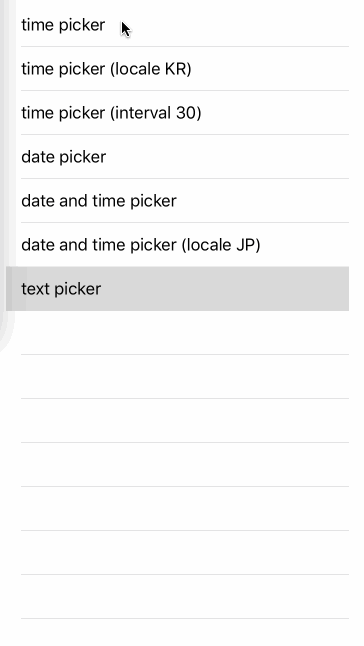 time picker
time picker (locale KR)
time picker (interval 30)
date picker
date and time picker
date and time picker (locale JP)
text picker